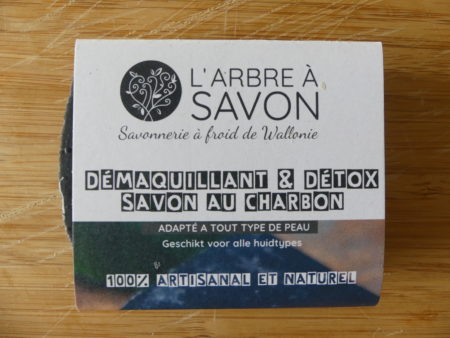 L'ARBRE À
SAVON
Savonnerie à froid de Wallonie
DÉMAQUILLANT & DÉTOX
SAVON AU CHARBON
ADAPTÉ A TOUT TYPE DE PEAU
Geschikt voor alle huidtypes
100% ARTISANAL ET NATUREL